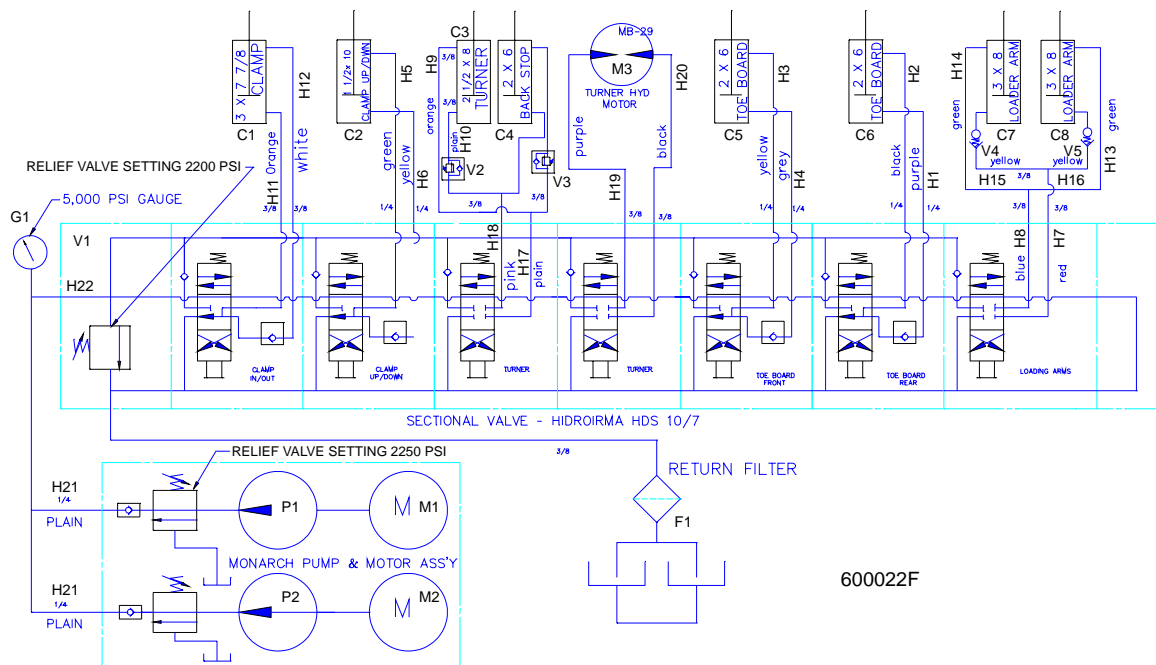 C1
3 X 7 7/8
CLAMP
H12
H11
Orange
white
3/8
3/8
C2
1 1/2x 10
CLAMP UP/DWN
H5
green
yellow
H6
1/4
1/4
C3
H9
3/8
3/8
orange
plain
H10
2 1/2 X 8
TURNER
V2
C4
2 X 6
BACK STOP
V3
3/8
3/8
MB-29
M3
TURNER HYD
MOTOR
H20
purple
black
H19
3/8
3/8
C5
2 X 6
TOE BOARD
H3
yellow
grey
H4
1/4
1/4
C6
2 X 6
TOE BOARD
H2
black
purple
H1
1/4
1/4
H14
green
C7
3 X 8
LOADER ARM
V4
yellow
C8
3 X 8
LOADER ARM
V5
yellow
green
H13
H15
3/8
H16
3/8
3/8
RELIEF VALVE SETTING 2200 PSI
G1
5,000 PSI GAUGE
V1
H22
H18
H17
pink
plain
H8
H7
blue
red
CLAMP
IN/OUT
CLAMP
UP/DOWN
TURNER
TURNER
TOE BOARD
FRONT
TOE BOARD
REAR
LOADING ARMS
SECTIONAL VALVE - HIDROIRMA HDS 10/7
3/8
RELIEF VALVE SETTING 2250 PSI
RETURN FILTER
F1
H21
1/4
PLAIN
P1
M M1
MONARCH PUMP & MOTOR ASS'Y
H21
1/4
PLAIN
P2
M M2
600022F